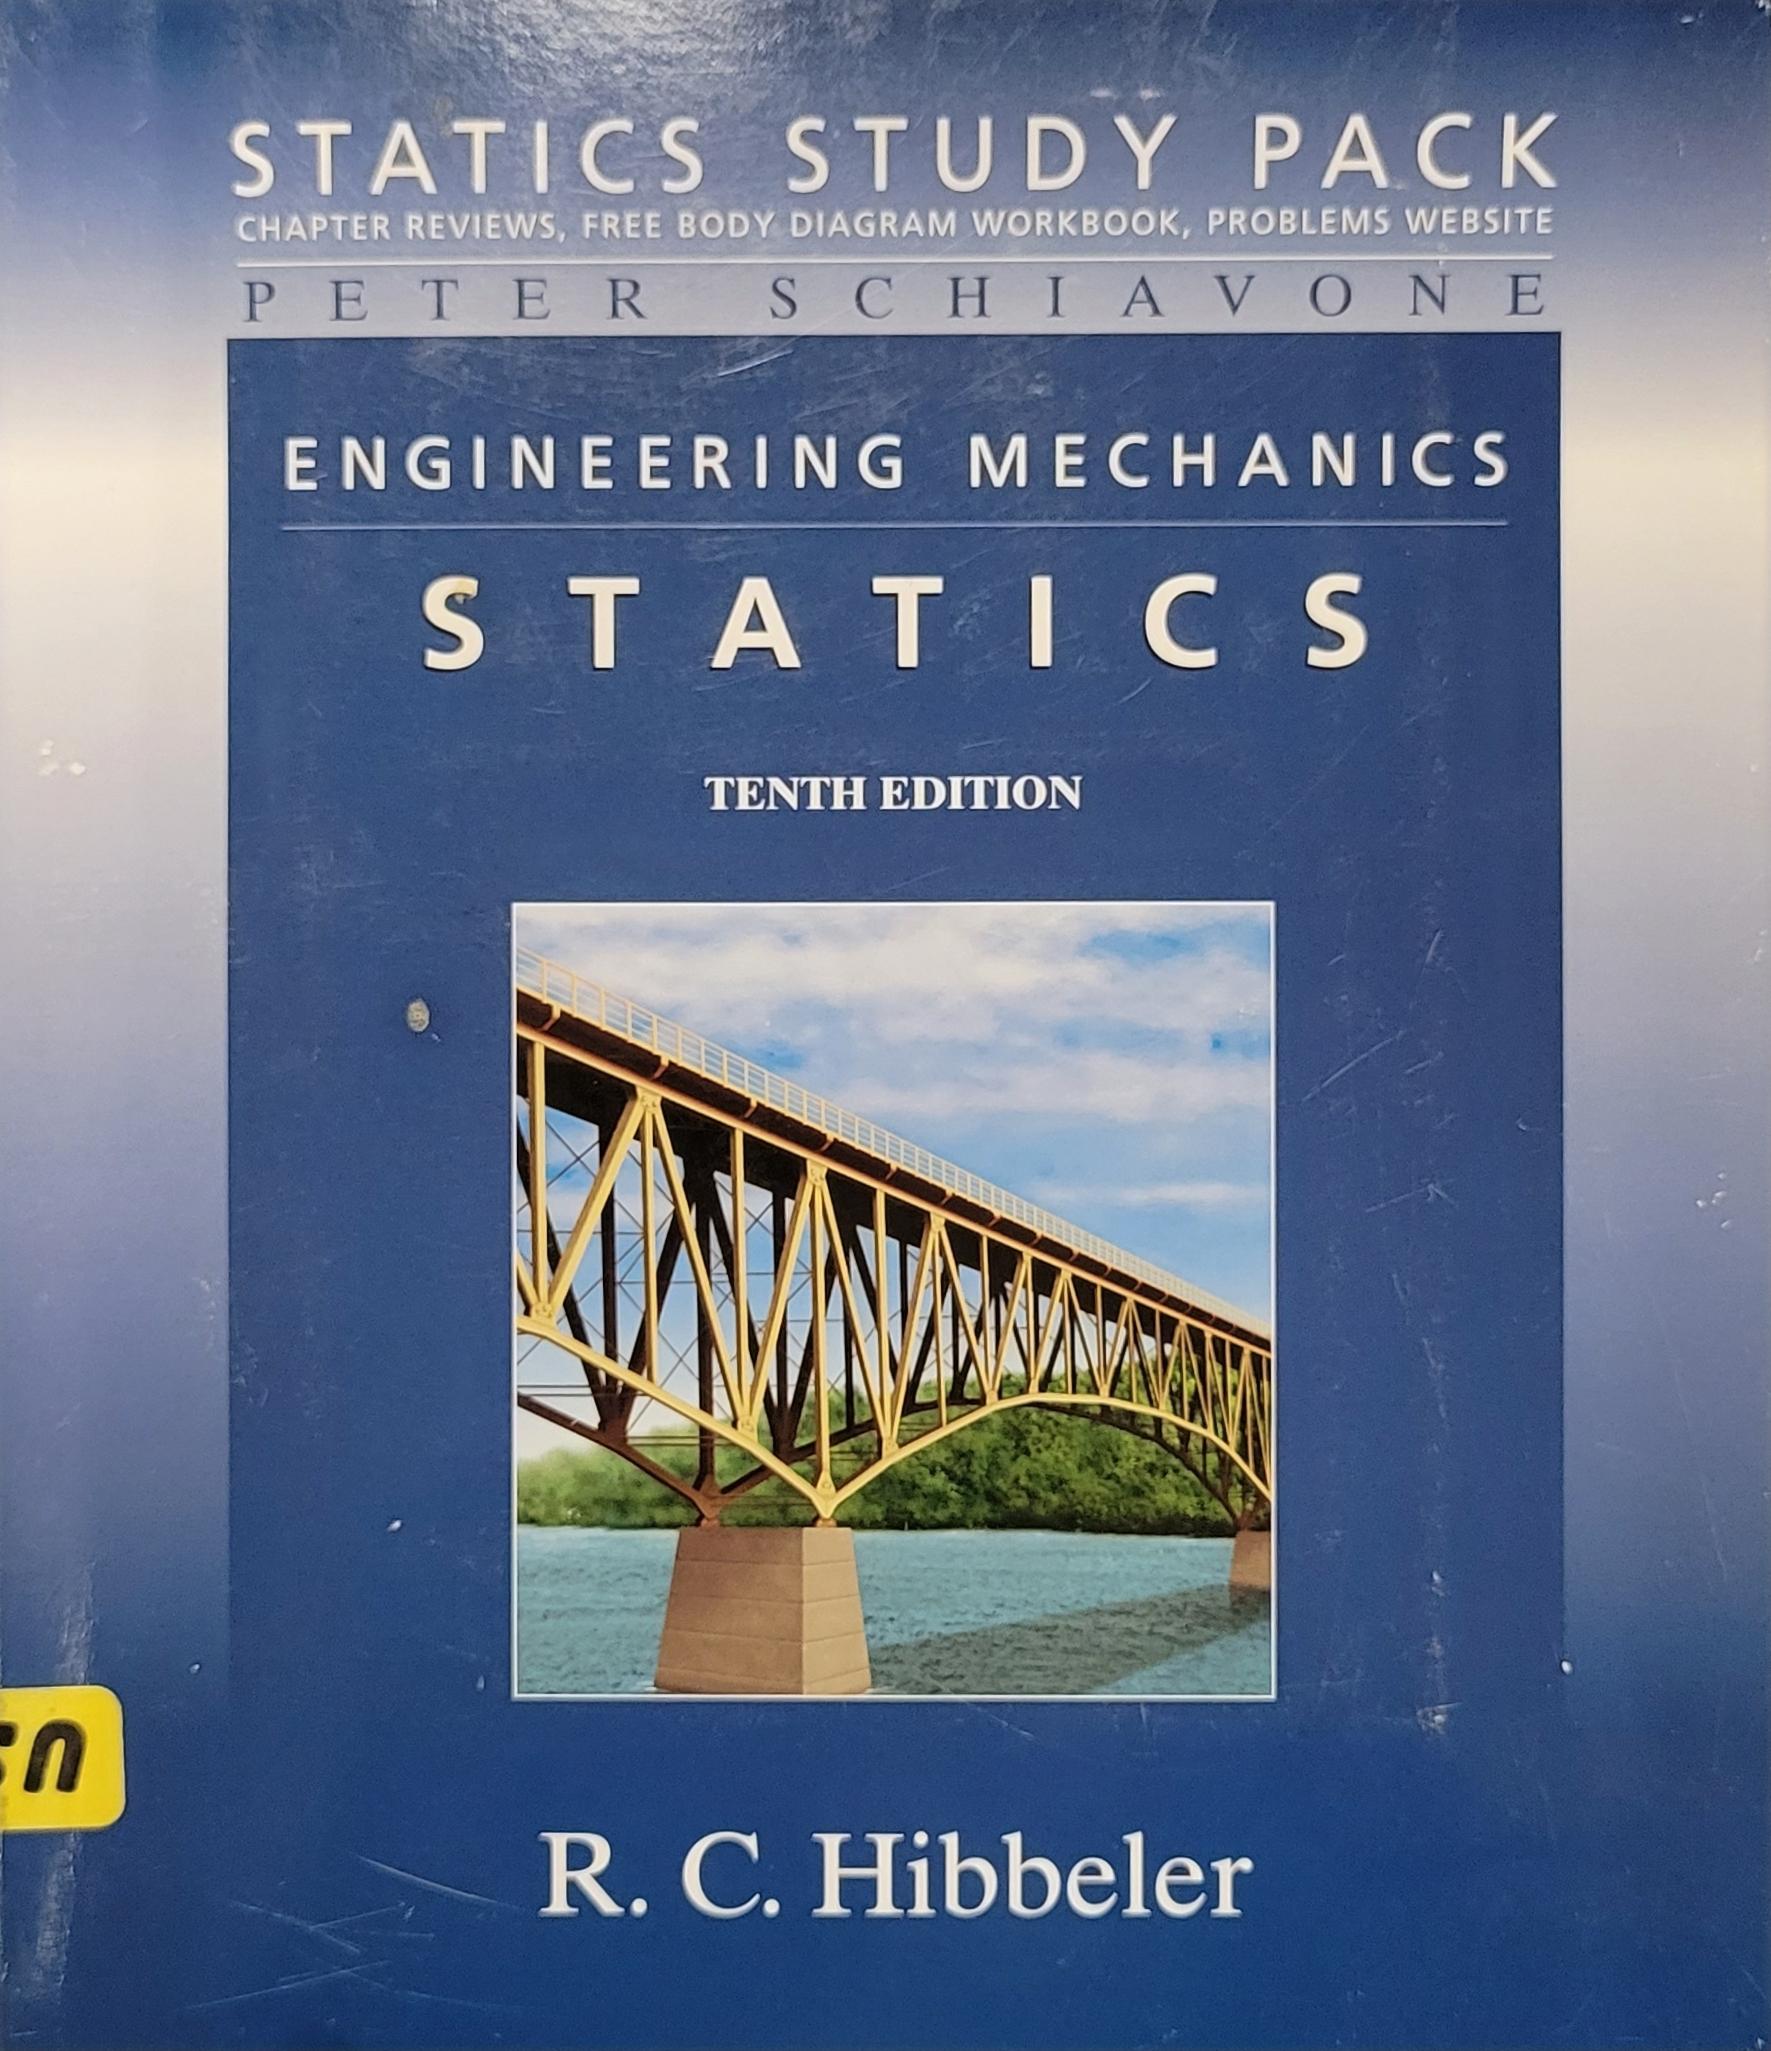 STATICS STUDY PACK
CHAPTER REVIEWS, FREE BODY DIAGRAM WORKBOOK, PROBLEMS WEBSITE
PETER SCHIAVONE
ENGINEERING MECHANICS
STATICS
TENTH EDITION
R. C. Hibbeler